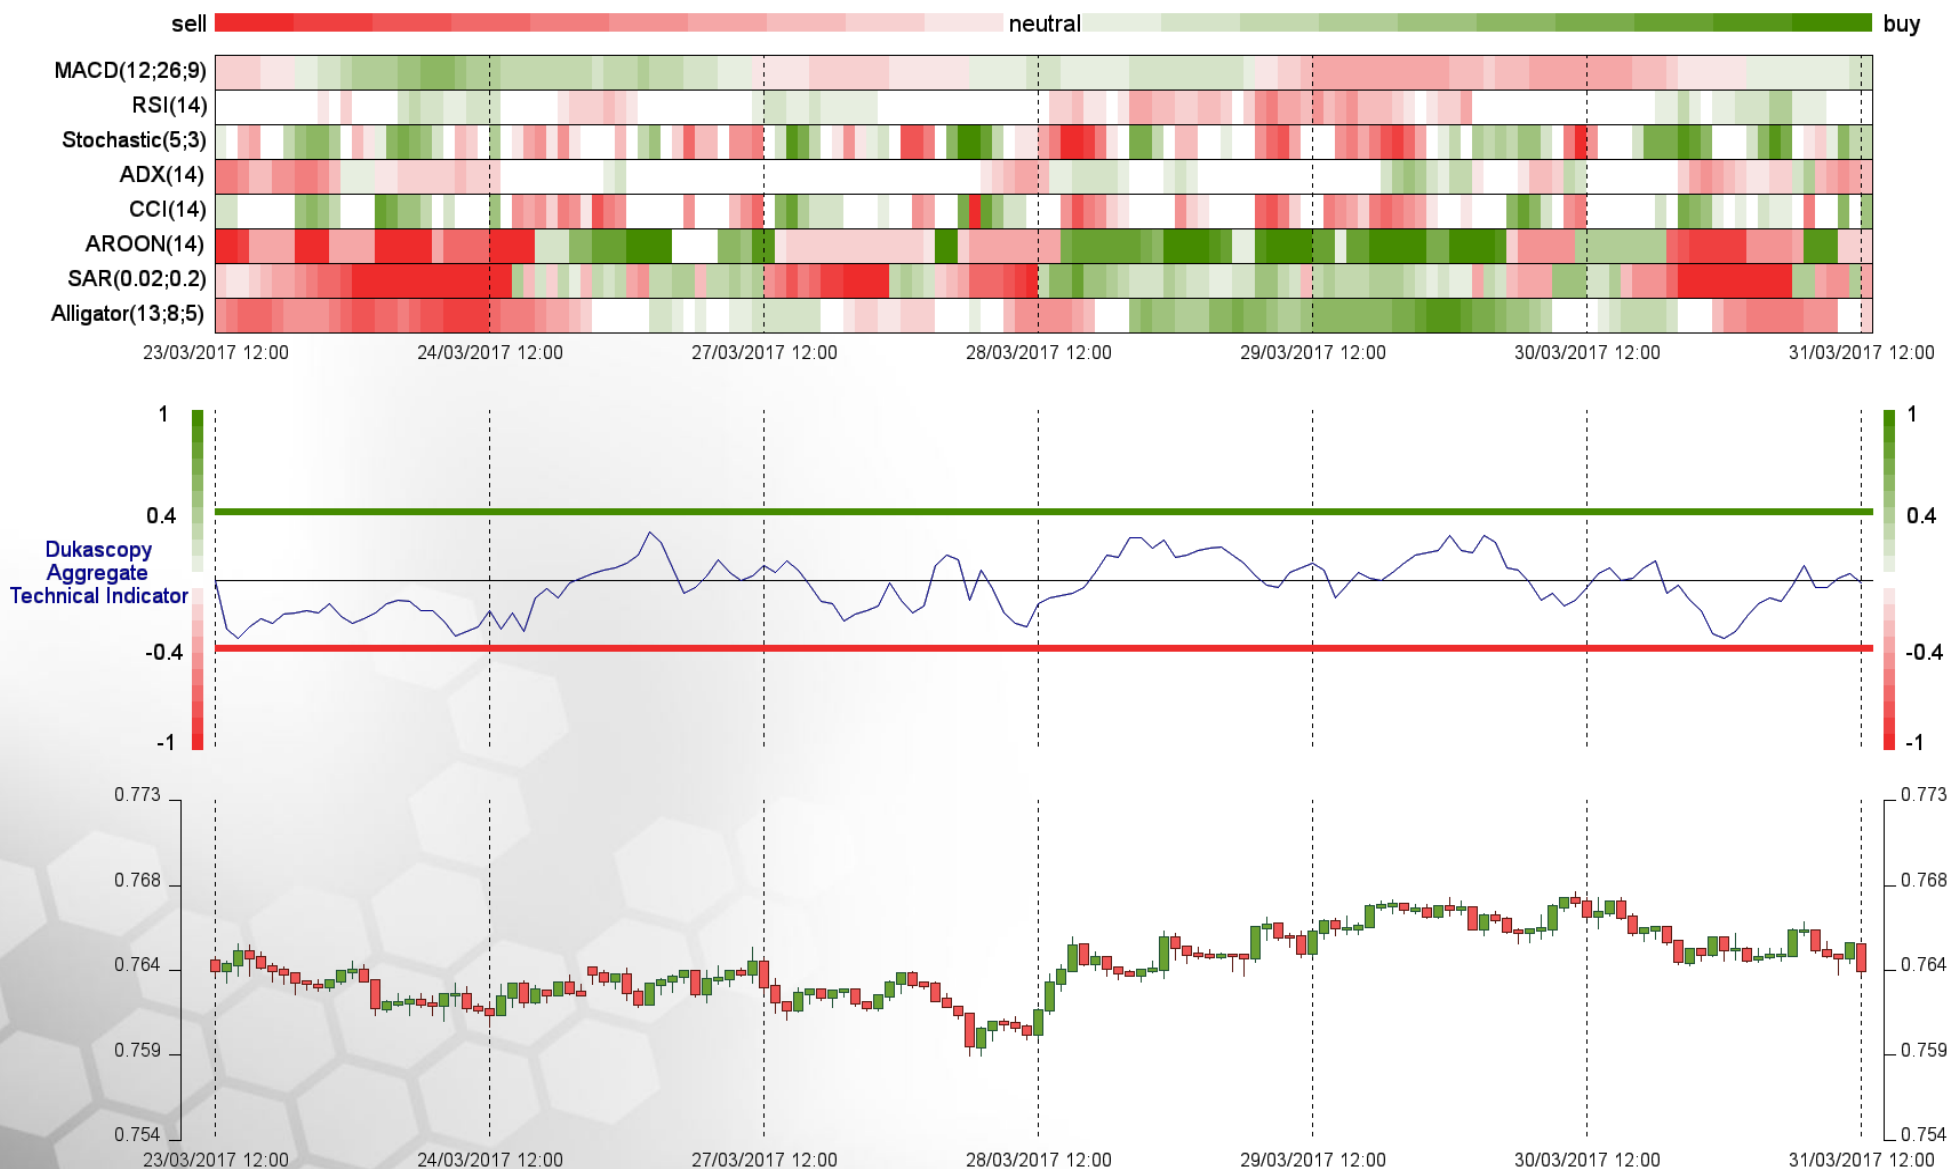 sell neutral buy
MACD(12;26;9)
RSI(14)
Stochastic(5;3)
ADX(14)
CCI(14)
AROON(14)
SAR(0.02;0.2)
Alligator(13;8;5)
23/03/2017 12:00 24/03/2017 12:00 27/03/2017 12:00 28/03/2017 12:00 29/03/2017 12:00 30/03/2017 12:00 31/03/2017 12:00
1 1
0.4 0.4
Dukascopy
Aggregate
Technical Indicator
-0.4 -0.4
-1 -1
0.773 0.773
0.768 0.768
0.764 0.764
0.759 0.759
0.754 0.754
23/03/2017 12:00 24/03/2017 12:00 27/03/2017 12:00 28/03/2017 12:00 29/03/2017 12:00 30/03/2017 12:00 31/03/2017 12:00